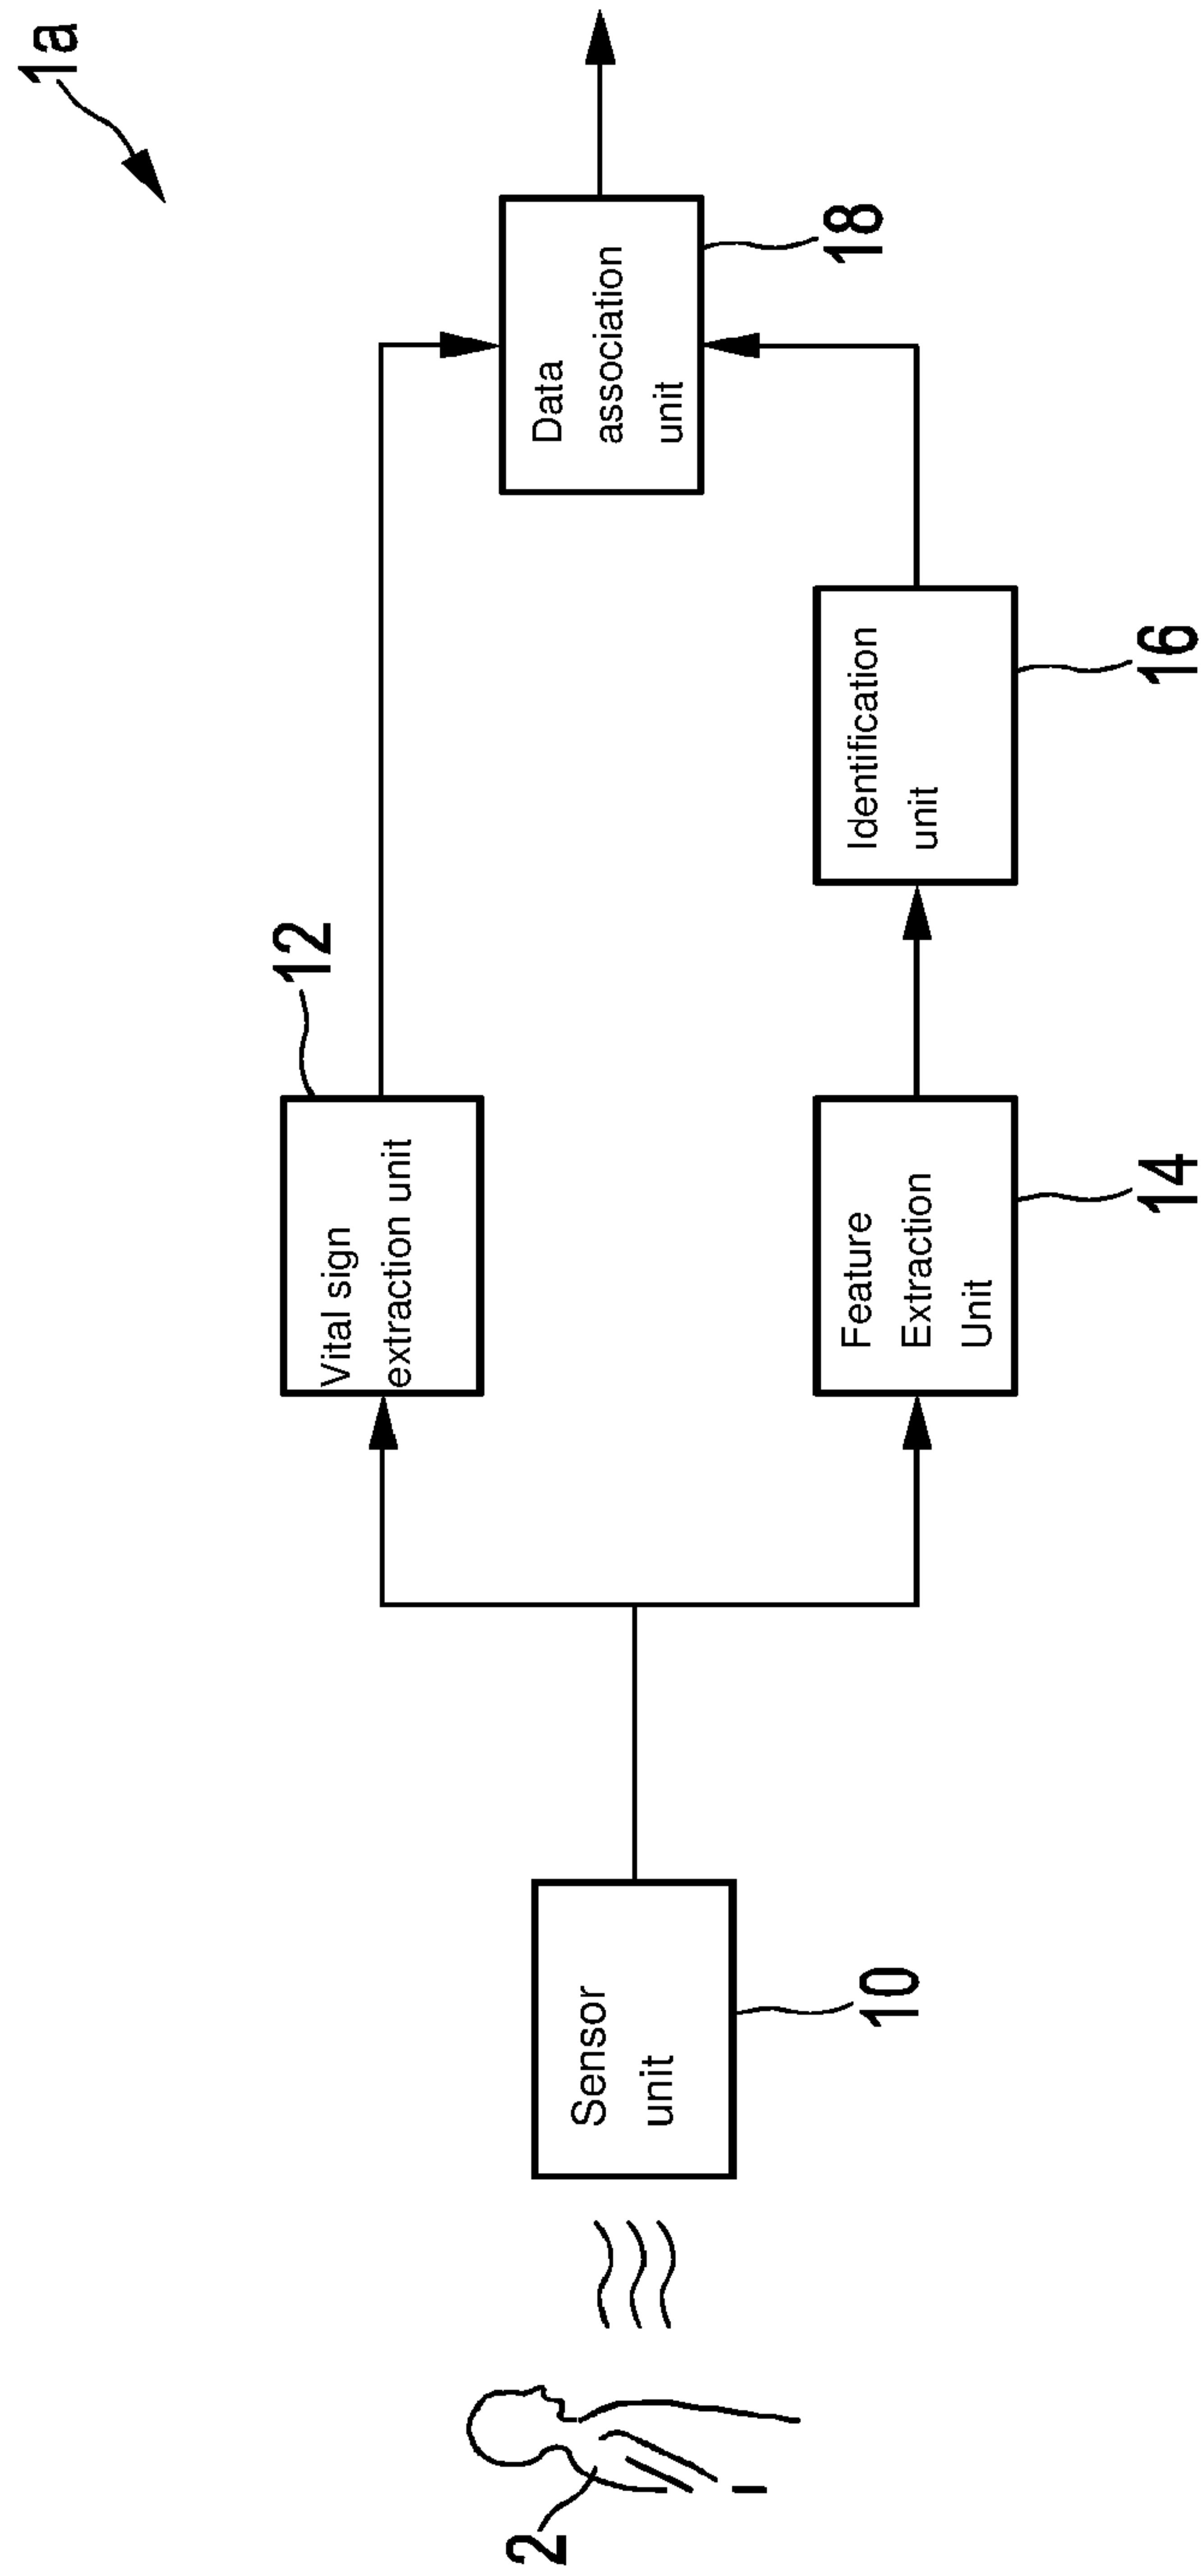 1a
12
Vital sign
extraction unit
Data
association
unit
18
Sensor
unit
10
2
Feature
Extraction
Unit
14
Identification
unit
16